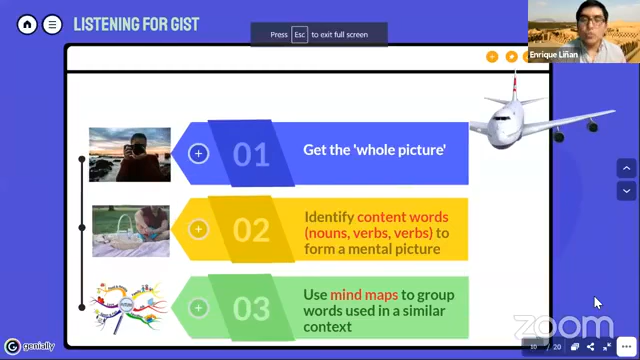 LISTENING FOR GIST
Press Esc to exit full screen
Enrique Liñan
01
Get the 'whole picture'
02
Identify content words
(nouns, verbs, verbs) to
form a mental picture
03
Use mind maps to group
words used in a similar
context
zoom
genially
10 / 20